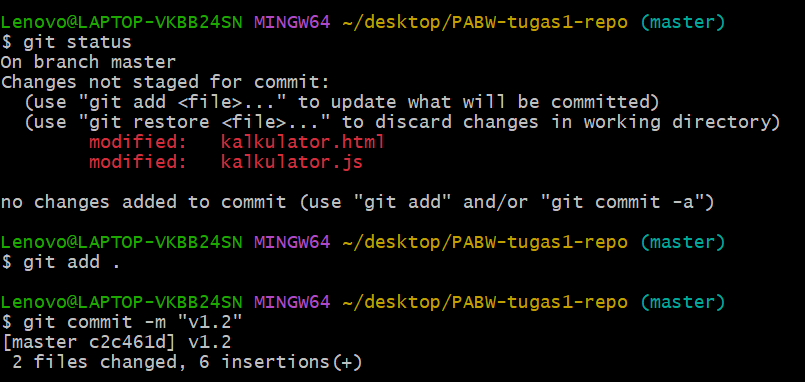 Lenovo@LAPTOP-VKBB24SN MINGW64 ~/desktop/PABW-tugas1-repo (master)
$ git status
On branch master
Changes not staged for commit:
  (use "git add <file>..." to update what will be committed)
  (use "git restore <file>..." to discard changes in working directory)
        modified:   kalkulator.html
        modified:   kalkulator.js

no changes added to commit (use "git add" and/or "git commit -a")

Lenovo@LAPTOP-VKBB24SN MINGW64 ~/desktop/PABW-tugas1-repo (master)
$ git add .

Lenovo@LAPTOP-VKBB24SN MINGW64 ~/desktop/PABW-tugas1-repo (master)
$ git commit -m "v1.2"
[master c2c461d] v1.2
 2 files changed, 6 insertions(+)